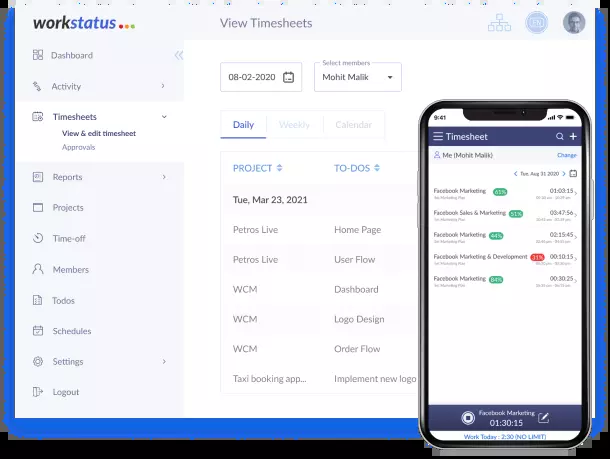 workstatus
View Timesheets
Dashboard
Activity
Timesheets
View & edit timesheet
Approvals
Reports
Projects
Time-off
Members
Todos
Schedules
Settings
Logout
08-02-2020
Select members
Mohit Malik
Daily Weekly Calendar
PROJECT TO-DOS
Tue, Mar 23, 2021
Petros Live Home Page
Petros Live User Flow
WCM Dashboard
WCM Logo Design
WCM Order Flow
Taxi booking app... Implement new logo
9:41
Timesheet
Me (Mohit Malik) Change
Tue, Aug 31 2020
Facebook Marketing 61% 01:03:15
Facebook Sales & Marketing 51% 03:47:56
Facebook Marketing 44% 02:15:45
Facebook Marketing & Development 31% 00:10:15
Facebook Marketing 84% 00:30:25
Facebook Marketing
01:30:15
Work Today : 2:30 (NO LIMIT)